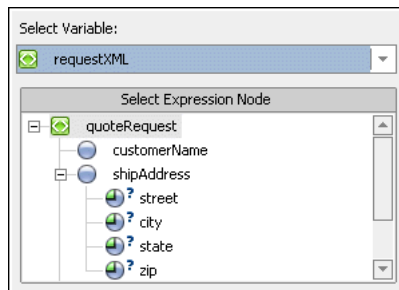 Select Variable:
requestXML
Select Expression Node
quoteRequest
customerName
shipAddress
? street
? city
? state
? zip